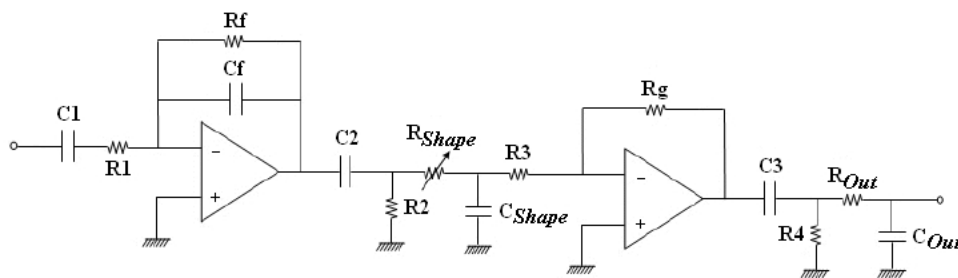 Rf
Cf
C1
R1
−
+
C2
R2
RShape
CShape
R3
Rg
−
+
C3
R4
ROut
COut